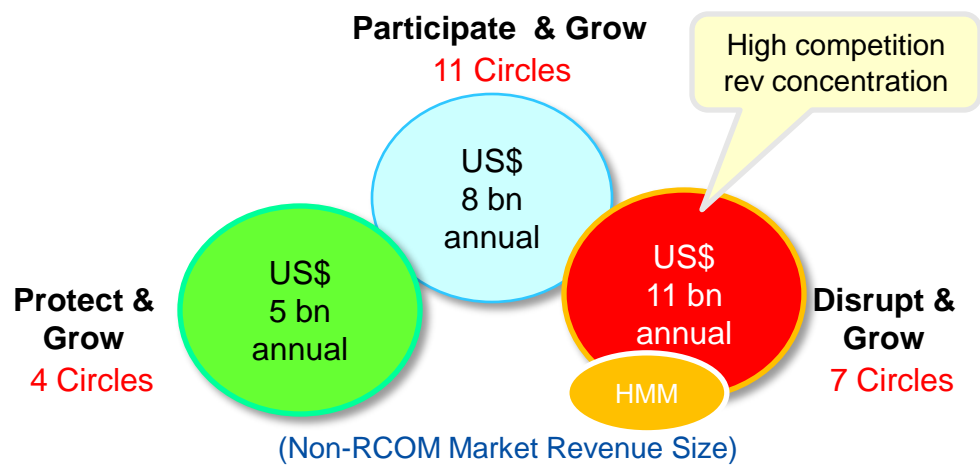 Participate & Grow
11 Circles
High competition
rev concentration
US$
8 bn
annual
US$
5 bn
annual
US$
11 bn
annual
Protect &
Grow
4 Circles
Disrupt &
Grow
7 Circles
HMM
(Non-RCOM Market Revenue Size)